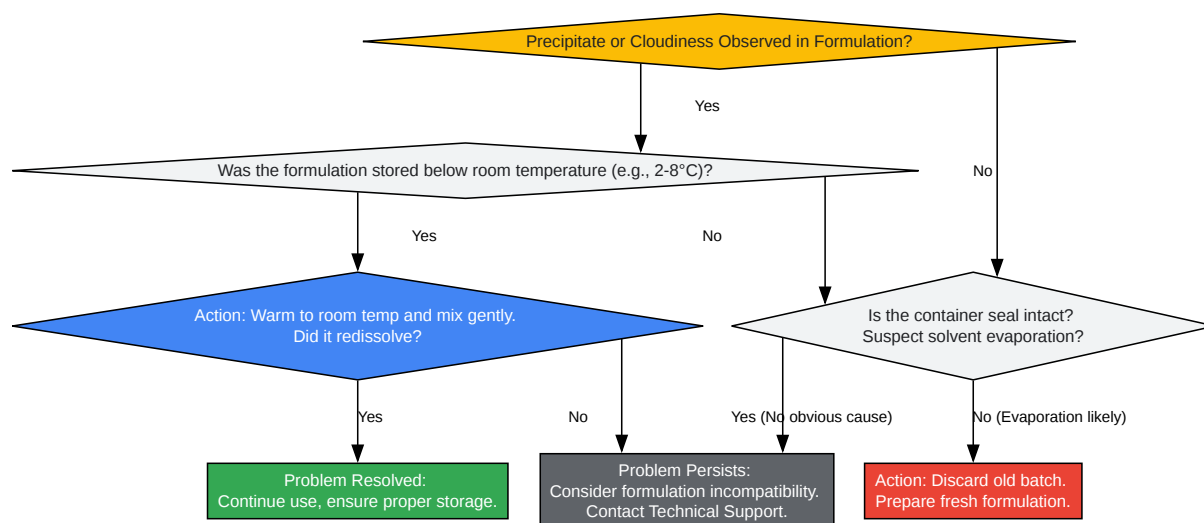 Precipitate or Cloudiness Observed in Formulation?
Yes
No
Was the formulation stored below room temperature (e.g., 2-8°C)?
Yes
No
Action: Warm to room temp and mix gently.
Did it redissolve?
Is the container seal intact?
Suspect solvent evaporation?
Yes
No
Yes (No obvious cause)
No (Evaporation likely)
Problem Resolved:
Continue use, ensure proper storage.
Problem Persists:
Consider formulation incompatibility.
Contact Technical Support.
Action: Discard old batch.
Prepare fresh formulation.